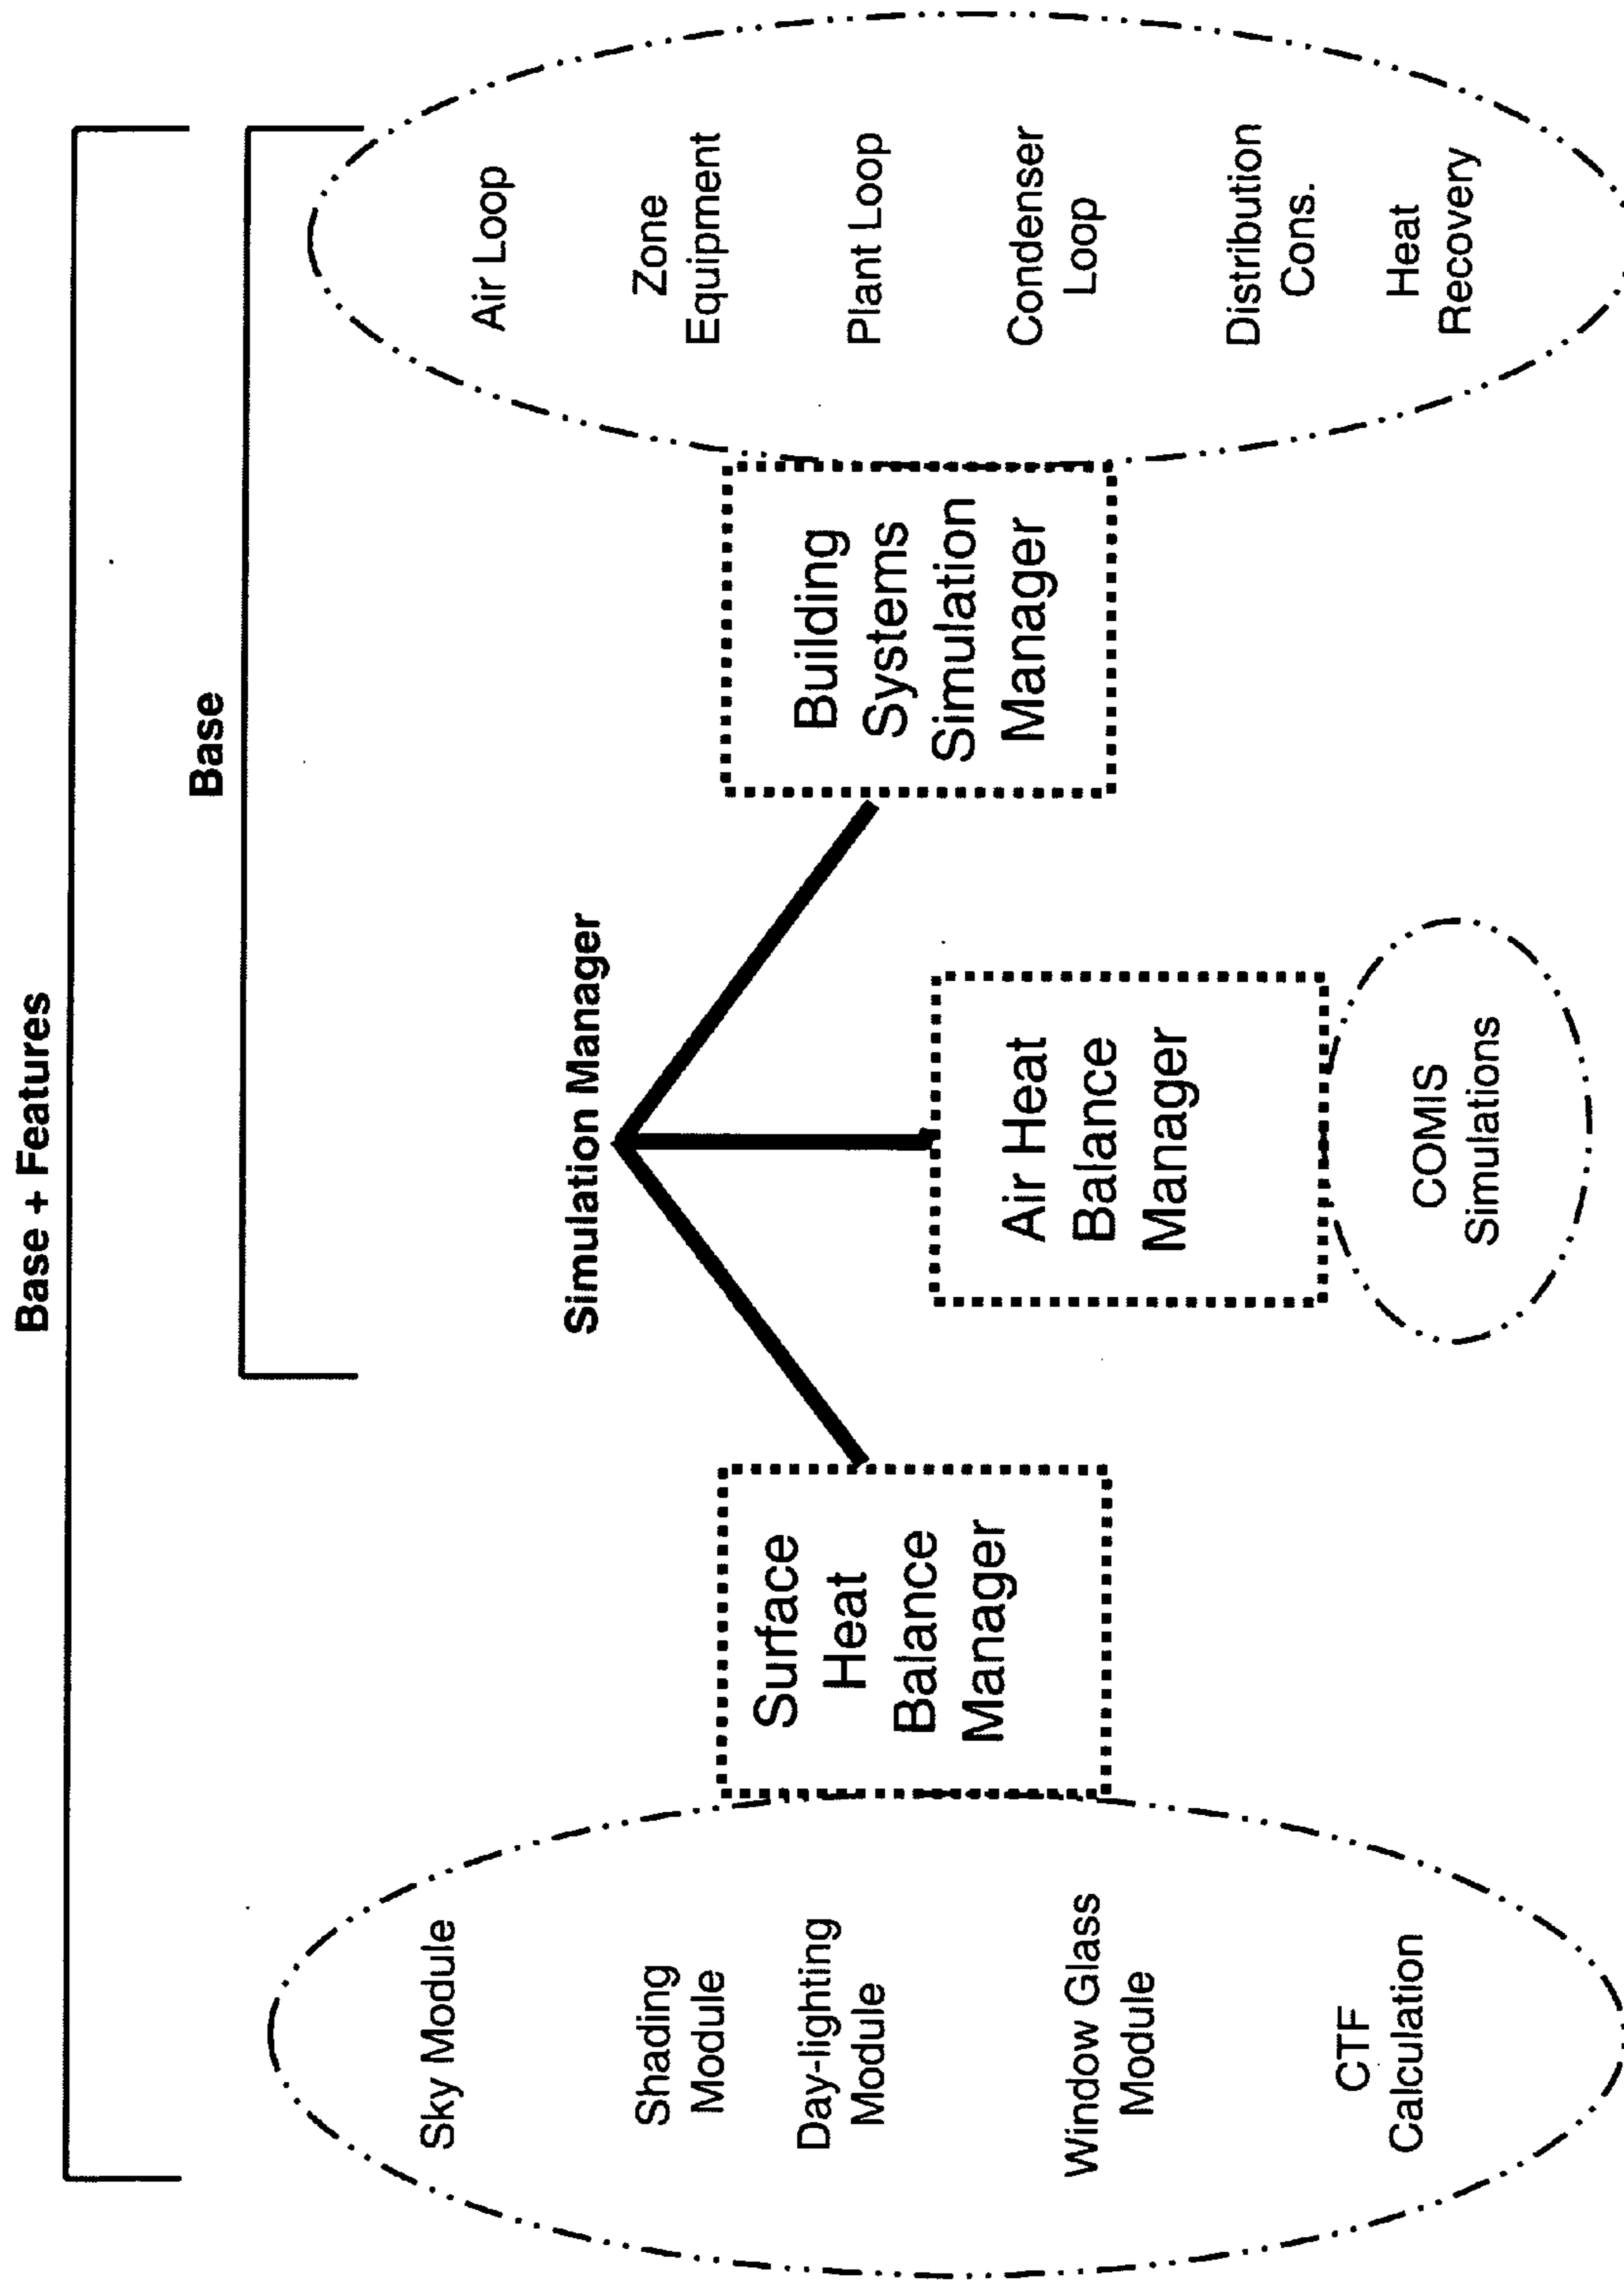 Base + Features
Base
Simulation Manager
Sky Module
Shading
Module
Day-lighting
Module
Window Glass
Module
CTF
Calculation
Surface
Heat
Balance
Manager
Air Heat
Balance
Manager
COMIS
Simulations
Building
Systems
Simulation
Manager
Air Loop
Zone
Equipment
Plant Loop
Condenser
Loop
Distribution
Cons.
Heat
Recovery